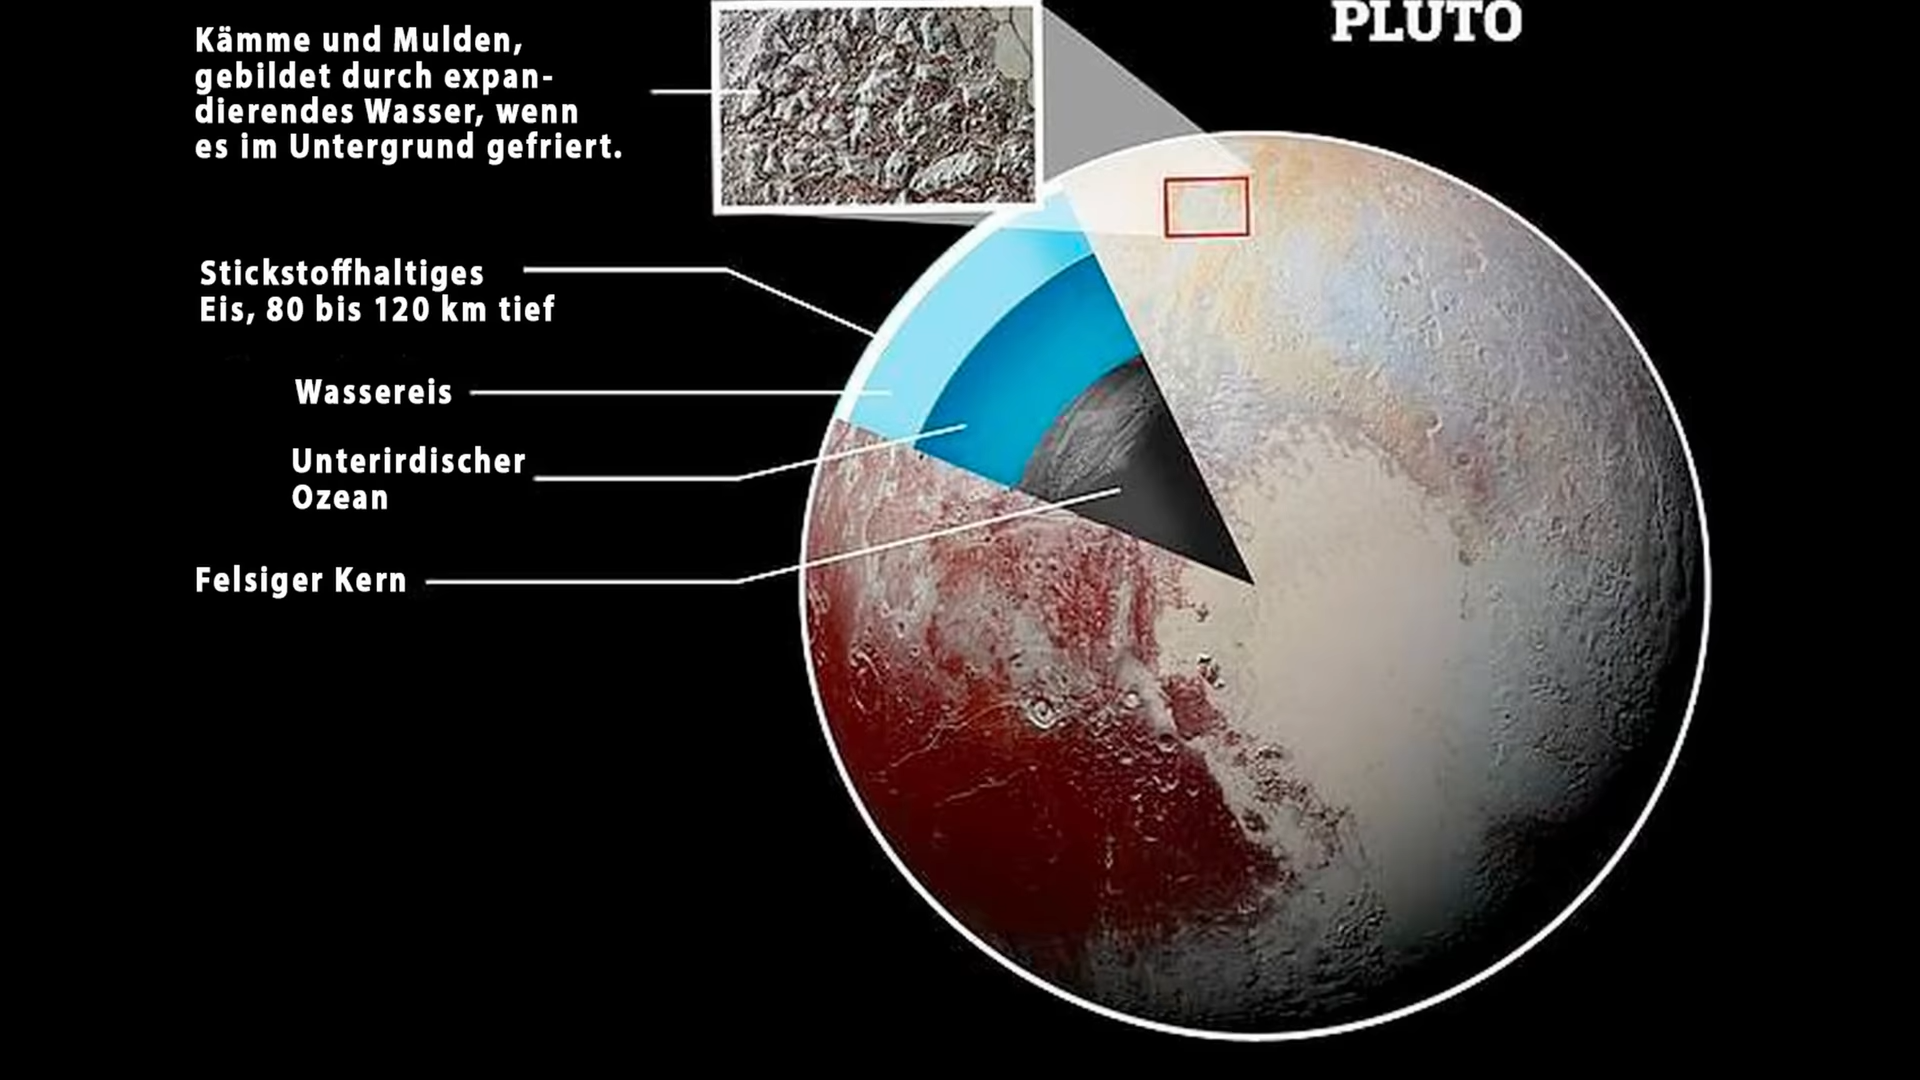 PLUTO
Kämme und Mulden,
gebildet durch expan-
dierendes Wasser, wenn
es im Untergrund gefriert.
Stickstoffhaltiges
Eis, 80 bis 120 km tief
Wassereis
Unterirdischer
Ozean
Felsiger Kern